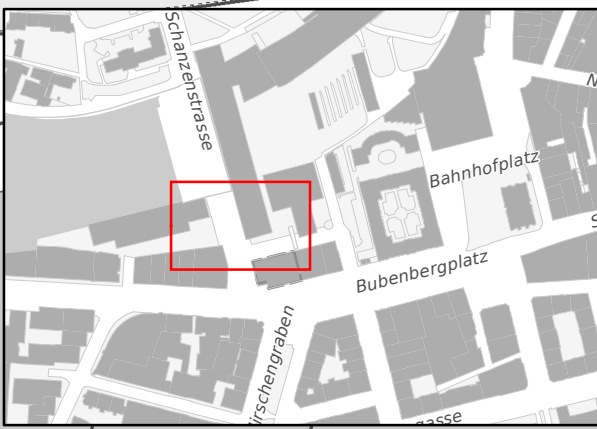 Schanzenstrasse
Bahnhofplatz
Bubenbergplatz
irschengraben
gasse
N
S